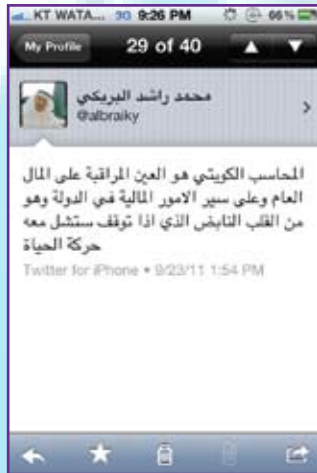 KT WATA... 3G 9:26 PM 66%
My Profile 29 of 40
محمد راشد البريكي
@albraiky
المحاسب الكويتي هو العين المراقبة على المال
العام وعلى سير الامور المالية في الدولة وهو
من القلب النابض الذي اذا توقف ستشل معه
حركة الحياة
Twitter for iPhone • 9/23/11 1:54 PM